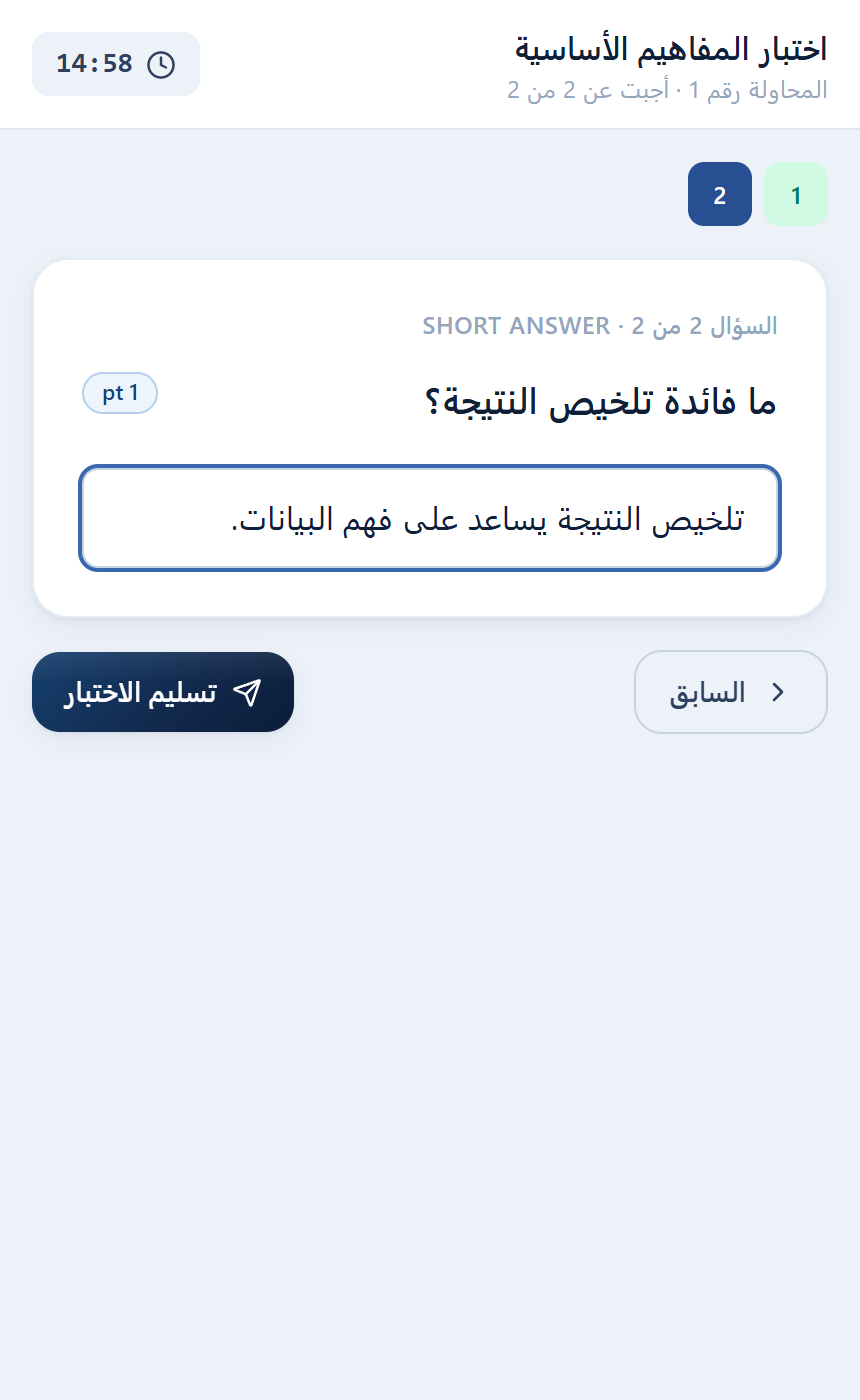 اختبار المفاهيم الأساسية
المحاولة رقم 1 · أجبت عن 2 من 2
14:58
1
2
السؤال 2 من 2 · SHORT ANSWER
ما فائدة تلخيص النتيجة؟
1 pt
تلخيص النتيجة يساعد على فهم البيانات.
السابق
تسليم الاختبار